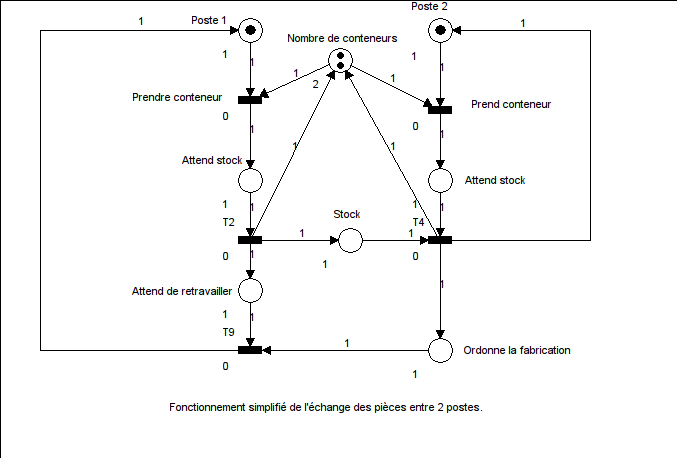 Poste 2
1 Poste 1 1
Nombre de conteneurs
1 1 1 1
1 1
2
Prendre conteneur Prend conteneur
0 0
1 1
Attend stock Attend stock
1 1
1 1 1 1
Stock
T2 T4
1 1
0 1 1 0
Attend de retravailler 1
1 1
T9
1
Ordonne la fabrication
0 1
Fonctionnement simplifié de l'échange des pièces entre 2 postes.